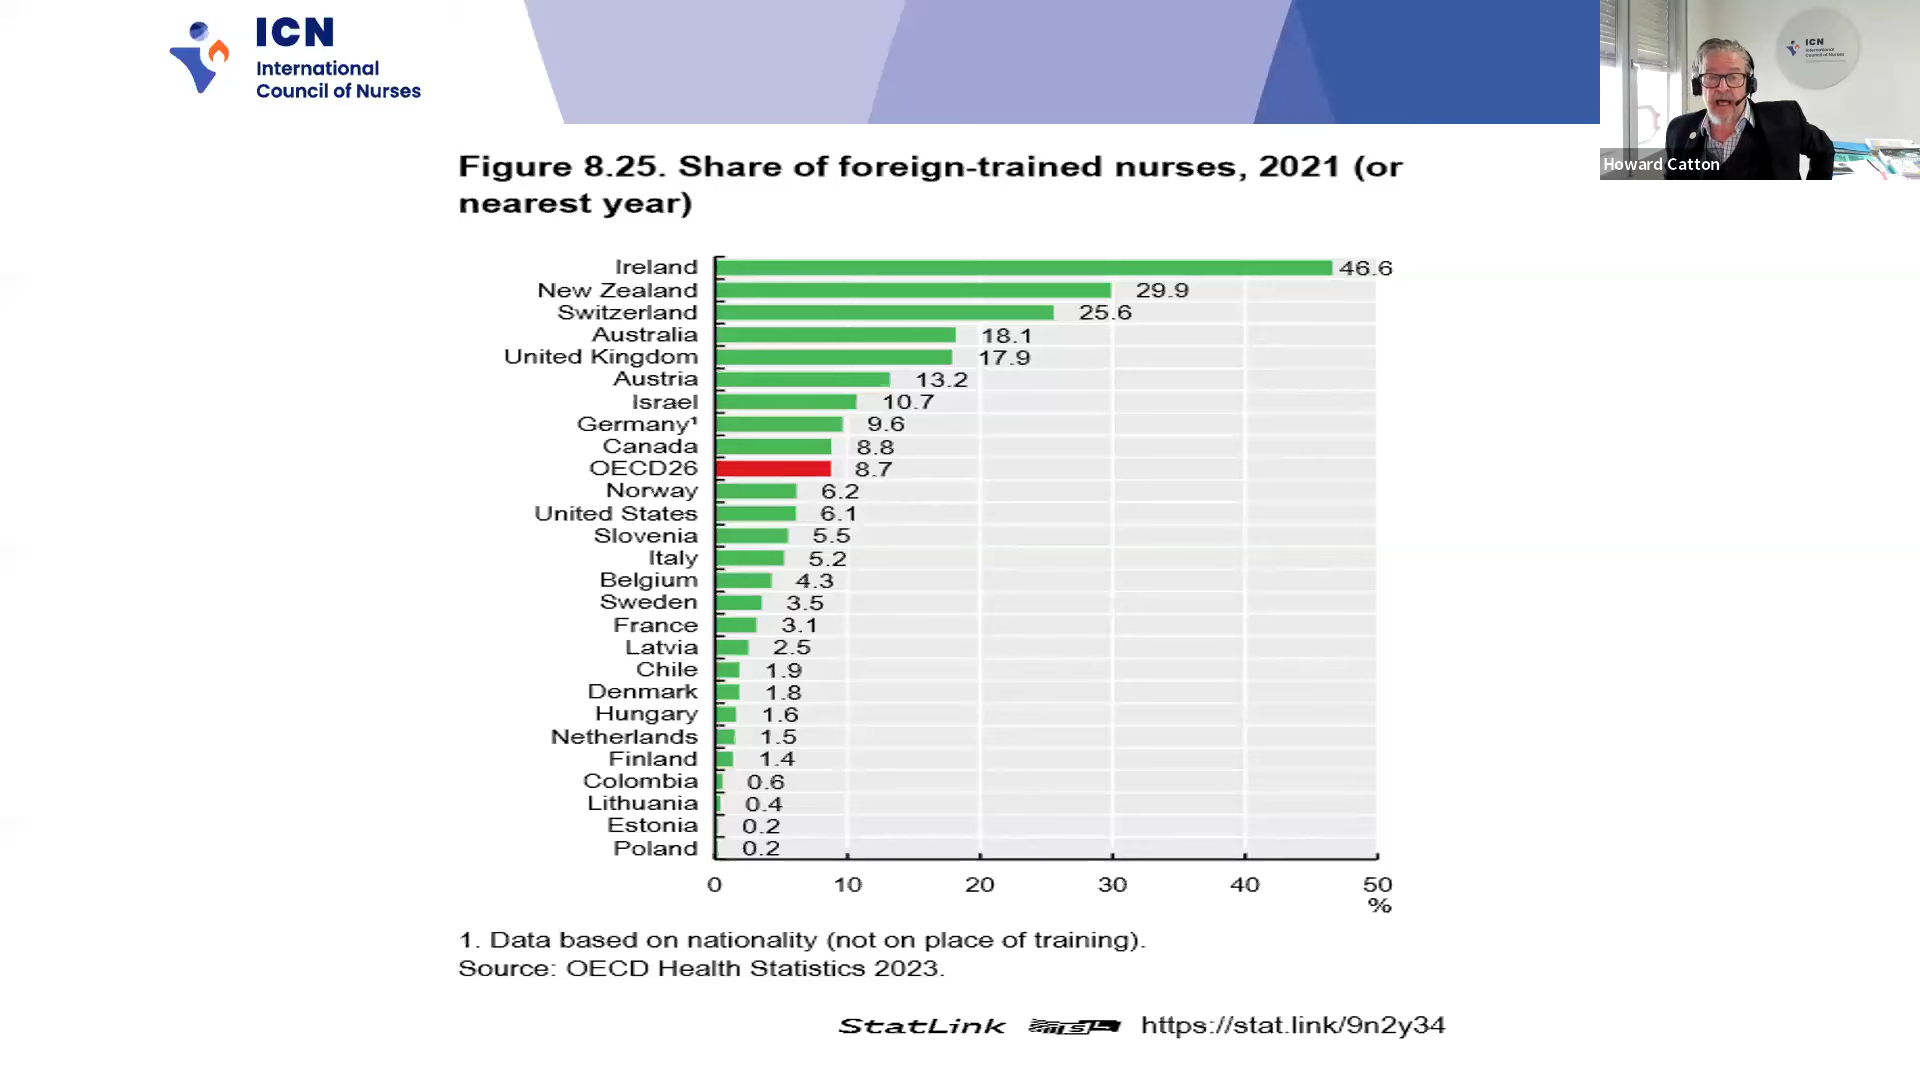 ICN
International
Council of Nurses
ICN
International
Council of Nurses
Howard Catton
Figure 8.25. Share of foreign-trained nurses, 2021 (or
nearest year)
Ireland 46.6
New Zealand 29.9
Switzerland 25.6
Australia 18.1
United Kingdom 17.9
Austria 13.2
Israel 10.7
Germany¹ 9.6
Canada 8.8
OECD26 8.7
Norway 6.2
United States 6.1
Slovenia 5.5
Italy 5.2
Belgium 4.3
Sweden 3.5
France 3.1
Latvia 2.5
Chile 1.9
Denmark 1.8
Hungary 1.6
Netherlands 1.5
Finland 1.4
Colombia 0.6
Lithuania 0.4
Estonia 0.2
Poland 0.2
0 10 20 30 40 50
%
1. Data based on nationality (not on place of training).
Source: OECD Health Statistics 2023.
StatLink https://stat.link/9n2y34